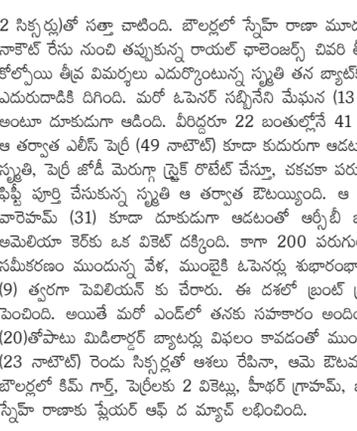 2 సిక్సర్లు)తో సత్తా చాటింది. బౌలర్లలో స్నేహ్ రాణా మూడ
నాకౌట్ రేసు నుంచి తప్పుకున్న రాయల్ ఛాలెంజర్స్ చివరి
కోల్పోయి తీవ్ర విమర్శలు ఎదుర్కొంటున్న స్మృతి తన బ్యాట్
ఎదురుదాడికి దిగింది. మరో ఓపెనర్ సబ్బినేని మేఘన (13
అంటూ దూకుడుగా ఆడింది. వీరిద్దరూ 22 బంతుల్లోనే 41
ఆ తర్వాత ఎలీస్ పెర్రీ (49 నాటౌట్) కూడా కుదురుగా ఆడట
స్మృతి, పెర్రీ జోడీ మెరుగ్గా స్ట్రైక్ రొటేట్ చేస్తూ, చకచకా పరు
ఫిఫ్టీ పూర్తి చేసుకున్న స్మృతి ఆ తర్వాత ఔటయ్యింది. ఆ
వారెహమ్ (31) కూడా దూకుడుగా ఆడటంతో ఆర్సీబీ
అమెలియా కెర్‌కు ఒక వికెట్ దక్కింది. కాగా 200 పరుగు
సమీకరణం ముందున్న వేళ, ముంబైకి ఓపెనర్లు శుభారంభా
(9) త్వరగా పెవిలియన్ కు చేరారు. ఈ దశలో బ్రంట్
పెంచింది. అయితే మరో ఎండ్‌లో తనకు సహకారం అంది
(20)తోపాటు మిడిలార్డర్ బ్యాటర్లు విఫలం కావడంతో ముం
(23 నాటౌట్) రెండు సిక్సర్లతో ఆశలు రేపినా, ఆమె ఔటవ
బౌలర్లలో కిమ్ గార్త్, పెర్రీలకు 2 వికెట్లు, హీథర్ గ్రాహమ్,
స్నేహ్ రాణాకు ప్లేయర్ ఆఫ్ ద మ్యాచ్ లభించింది.